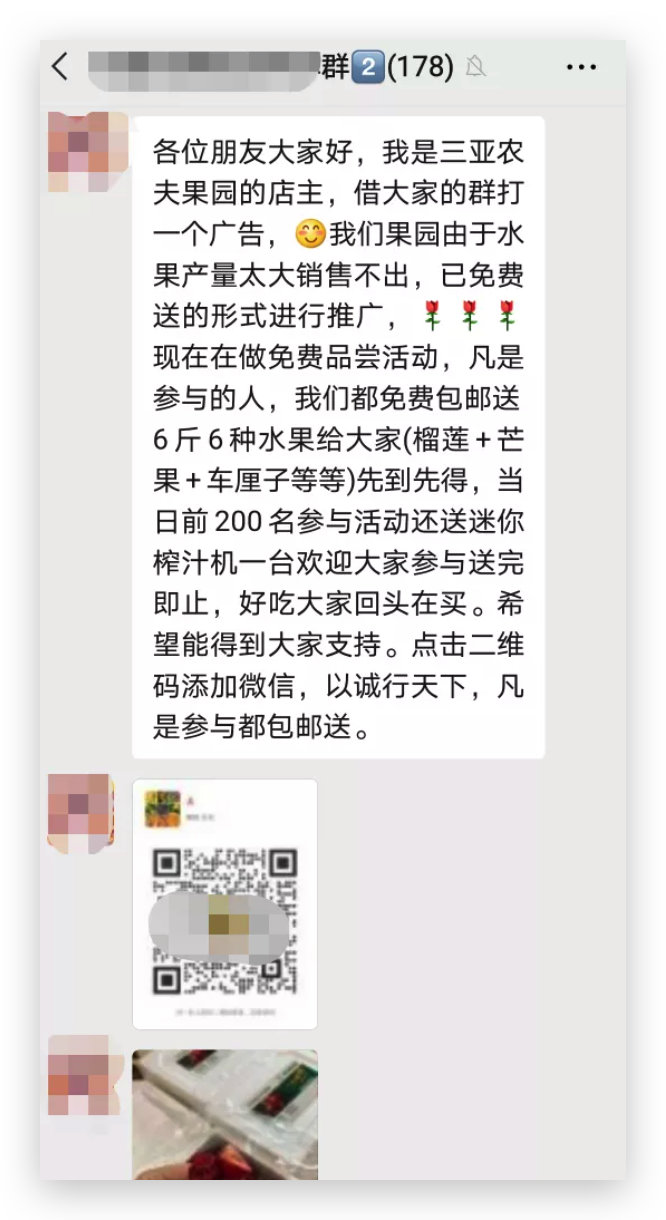 群2️⃣(178)
各位朋友大家好，我是三亚农
夫果园的店主，借大家的群打
一个广告，😊我们果园由于水
果产量太大销售不出，已免费
送的形式进行推广，🌹🌹🌹
现在在做免费品尝活动，凡是
参与的人，我们都免费包邮送
6斤6种水果给大家(榴莲+芒
果+车厘子等等)先到先得，当
日前200名参与活动还送迷你
榨汁机一台欢迎大家参与送完
即止，好吃大家回头在买。希
望能得到大家支持。点击二维
码添加微信，以诚行天下，凡
是参与都包邮送。